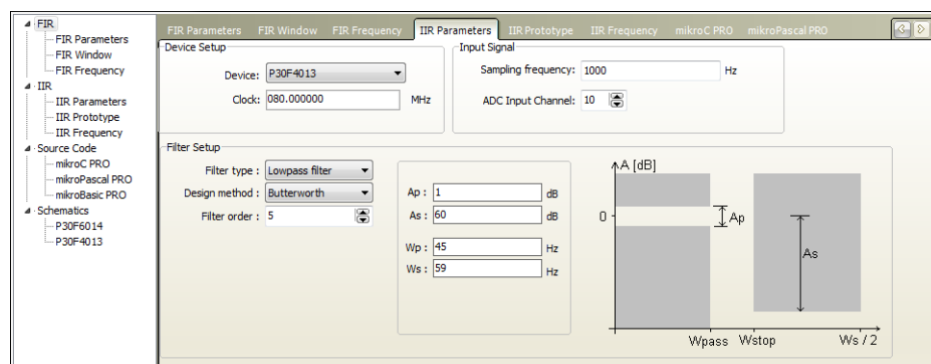 FIR
FIR Parameters
FIR Window
FIR Frequency
IIR
IIR Parameters
IIR Prototype
IIR Frequency
Source Code
mikroC PRO
mikroPascal PRO
mikroBasic PRO
Schematics
P30F6014
P30F4013
FIR Parameters FIR Window FIR Frequency IIR Parameters IIR Prototype IIR Frequency mikroC PRO mikroPascal PRO
Device Setup
Device: P30F4013
Clock: 080.000000 MHz
Input Signal
Sampling frequency: 1000 Hz
ADC Input Channel: 10
Filter Setup
Filter type : Lowpass filter
Design method : Butterworth
Filter order : 5
Ap : 1 dB
As : 60 dB
Wp : 45 Hz
Ws : 59 Hz
A [dB]
0
Ap
As
Wpass Wstop Ws / 2